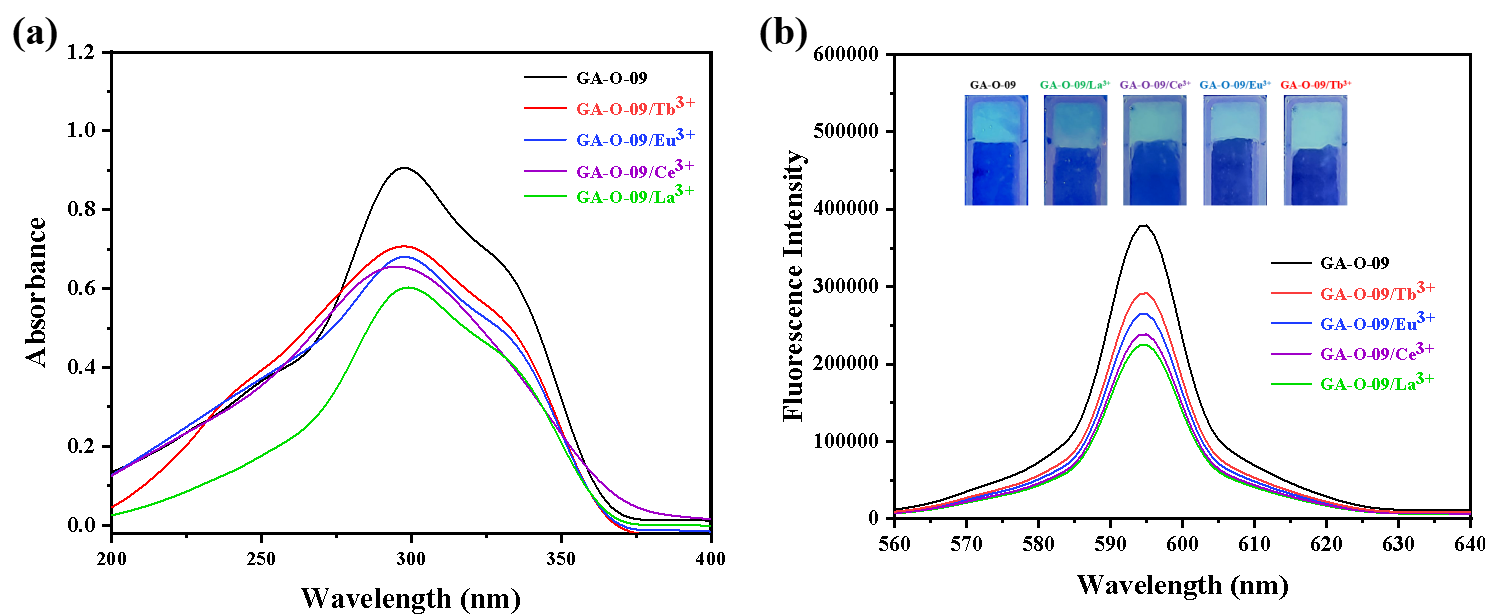 (a)
1.2
1.0
0.8
0.6
0.4
0.2
0.0
Absorbance
GA-O-09
GA-O-09/Tb3+
GA-O-09/Eu3+
GA-O-09/Ce3+
GA-O-09/La3+
200
250
300
350
400
Wavelength (nm)
(b)
600000
500000
400000
300000
200000
100000
0
Fluorescence Intensity
GA-O-09
GA-O-09/La3+
GA-O-09/Ce3+
GA-O-09/Eu3+
GA-O-09/Tb3+
GA-O-09
GA-O-09/Tb3+
GA-O-09/Eu3+
GA-O-09/Ce3+
GA-O-09/La3+
560
570
580
590
600
610
620
630
640
Wavelength (nm)